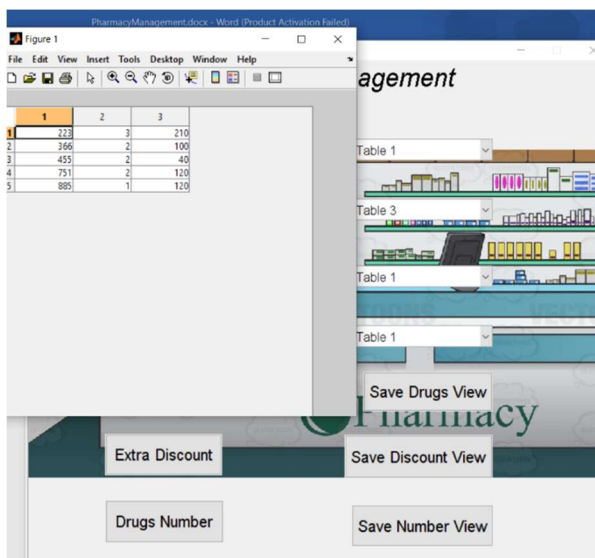 PharmacyManagement.docx - Word (Product Activation Failed)
Figure 1
File Edit View Insert Tools Desktop Window Help
agement
1 2 3
1 223 3 210
2 366 2 100
3 455 2 40
4 751 2 120
5 885 1 120
Table 1
Table 3
Table 1
Table 1
Save Drugs View
Pharmacy
Extra Discount
Save Discount View
Drugs Number
Save Number View